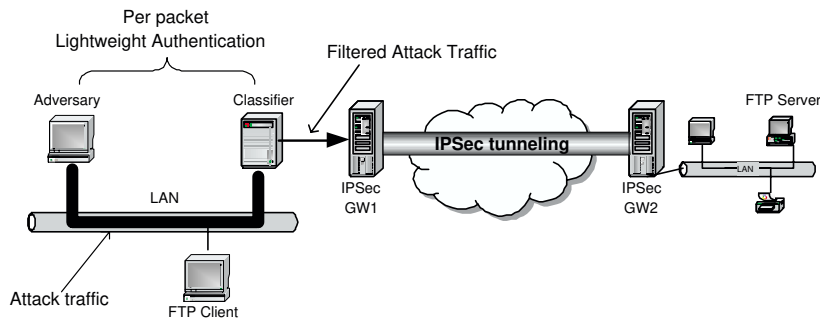 Per packet
Lightweight Authentication
Filtered Attack Traffic
Adversary
Classifier
FTP Server
IPSec tunneling
LAN
IPSec
GW1
IPSec
GW2
LAN
Attack traffic
FTP Client